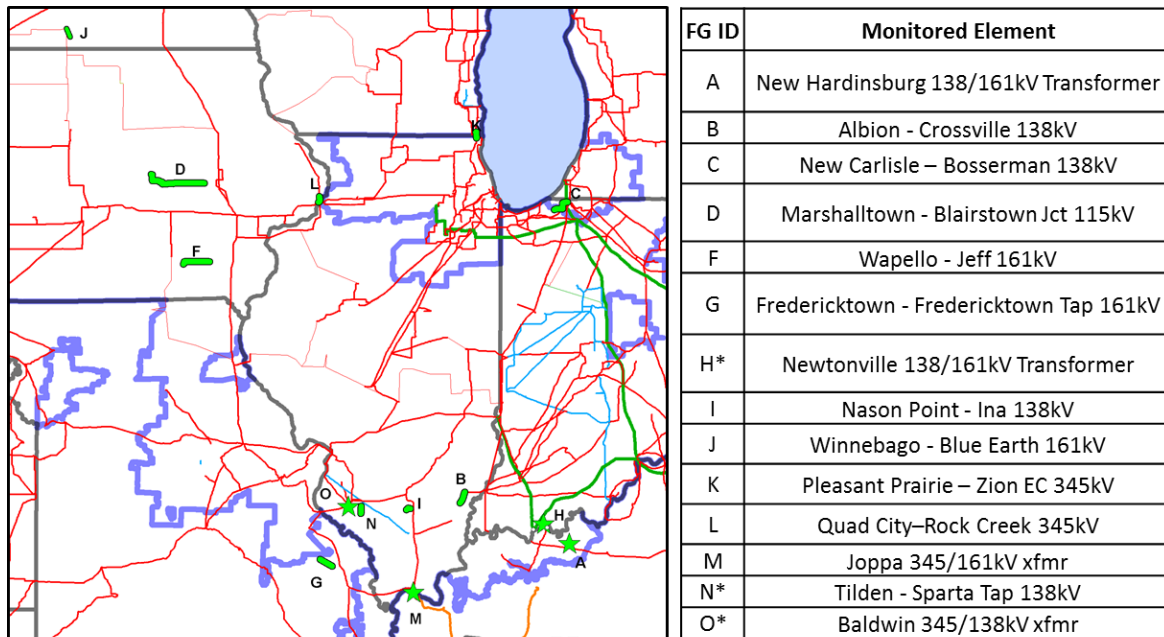 J
K
D
L
C
F
B
O
I
N
H
A
G
M
FG ID Monitored Element
A New Hardinsburg 138/161kV Transformer
B Albion - Crossville 138kV
C New Carlisle – Bosserman 138kV
D Marshalltown - Blairstown Jct 115kV
F Wapello - Jeff 161kV
G Fredericktown - Fredericktown Tap 161kV
H* Newtonville 138/161kV Transformer
I Nason Point - Ina 138kV
J Winnebago - Blue Earth 161kV
K Pleasant Prairie – Zion EC 345kV
L Quad City–Rock Creek 345kV
M Joppa 345/161kV xfmr
N* Tilden - Sparta Tap 138kV
O* Baldwin 345/138kV xfmr